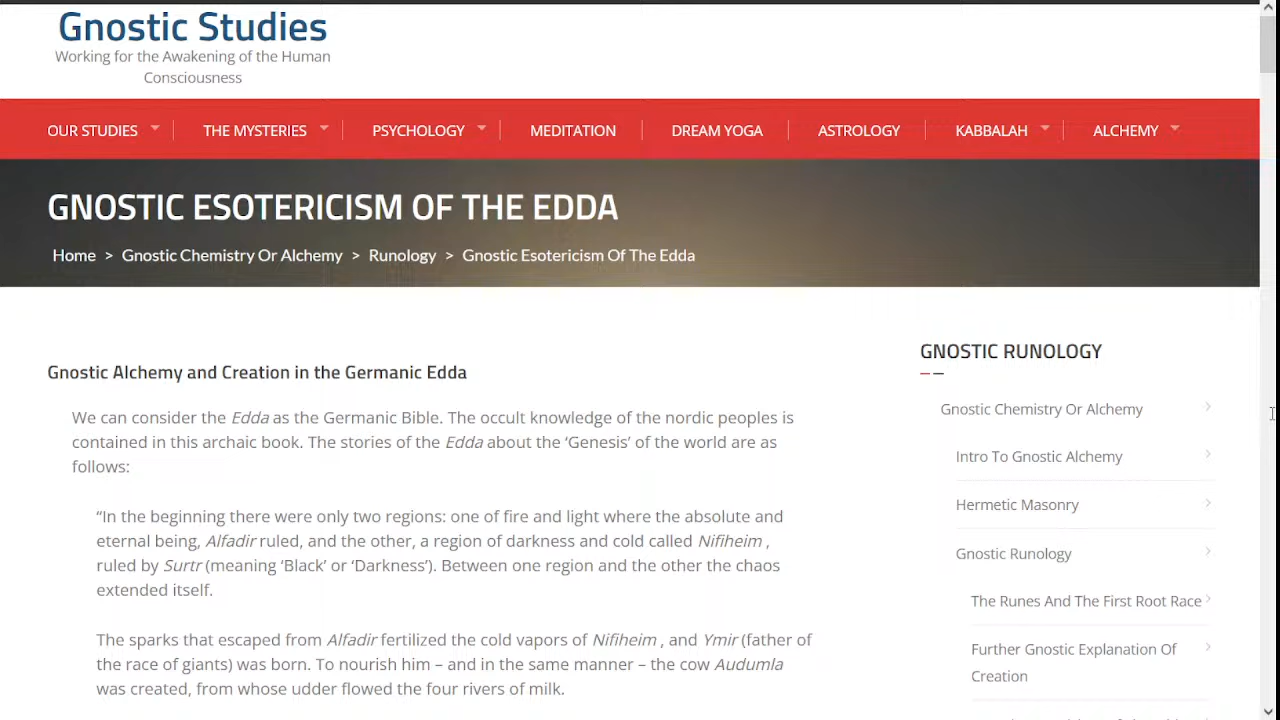 Gnostic Studies
Working for the Awakening of the Human
Consciousness
OUR STUDIES
THE MYSTERIES
PSYCHOLOGY
MEDITATION
DREAM YOGA
ASTROLOGY
KABBALAH
ALCHEMY
GNOSTIC ESOTERICISM OF THE EDDA
Home > Gnostic Chemistry Or Alchemy > Runology > Gnostic Esotericism Of The Edda
Gnostic Alchemy and Creation in the Germanic Edda
We can consider the Edda as the Germanic Bible. The occult knowledge of the nordic peoples is
contained in this archaic book. The stories of the Edda about the ‘Genesis’ of the world are as
follows:
“In the beginning there were only two regions: one of fire and light where the absolute and
eternal being, Alfadir ruled, and the other, a region of darkness and cold called Nifiheim ,
ruled by Surtr (meaning ‘Black’ or ‘Darkness’). Between one region and the other the chaos
extended itself.
The sparks that escaped from Alfadir fertilized the cold vapors of Nifiheim , and Ymir (father of
the race of giants) was born. To nourish him – and in the same manner – the cow Audumla
was created, from whose udder flowed the four rivers of milk.
GNOSTIC RUNOLOGY
Gnostic Chemistry Or Alchemy
Intro To Gnostic Alchemy
Hermetic Masonry
Gnostic Runology
The Runes And The First Root Race
Further Gnostic Explanation Of
Creation